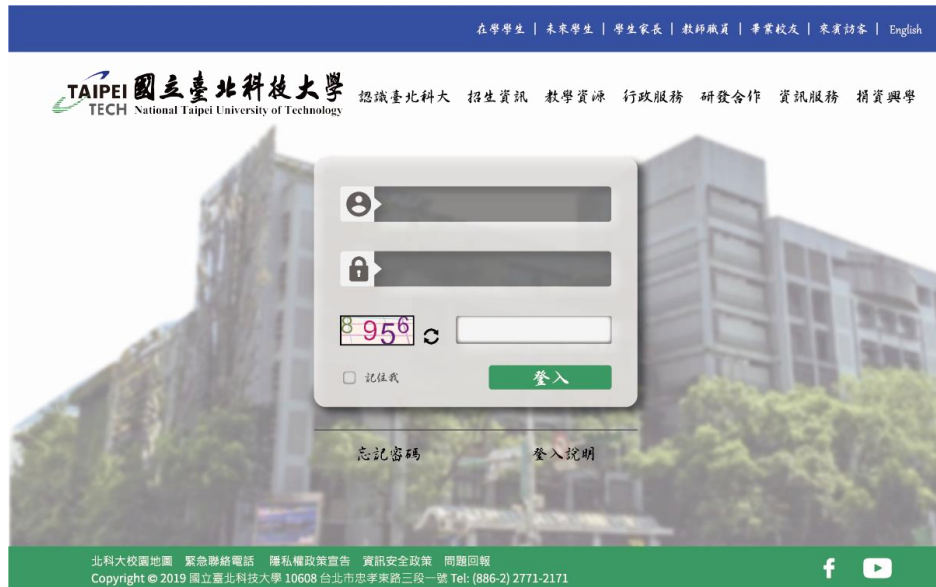 在學學生 | 未來學生 | 學生家長 | 教師職員 | 畢業校友 | 來賓訪客 | English
TAIPEI 國立臺北科技大學
TECH National Taipei University of Technology
認識臺北科大 招生資訊 教學資源 行政服務 研發合作 資訊服務 捐資興學
8956
記住我 登入
忘記密碼 登入說明
北科大校園地圖 緊急聯絡電話 隱私權政策宣告 資訊安全政策 問題回報
Copyright © 2019 國立臺北科技大學 10608 台北市忠孝東路三段一號 Tel: (886-2) 2771-2171